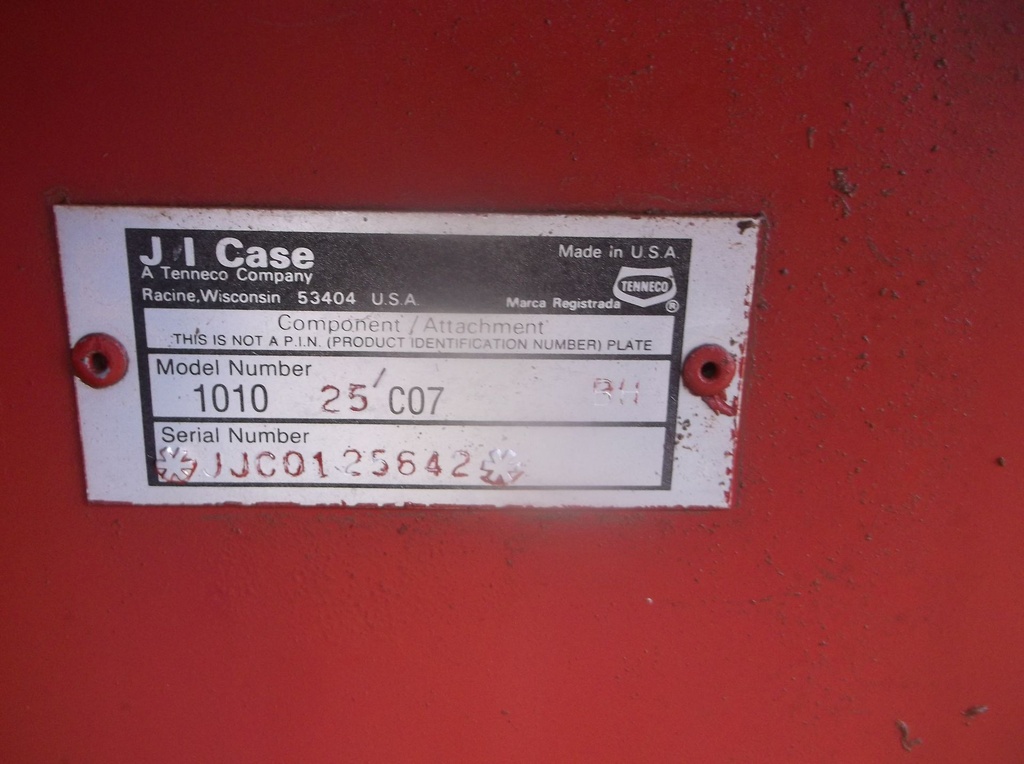 J I Case
A Tenneco Company
Racine, Wisconsin 53404 U.S.A.
Made in U.S.A.
TENNECO
Marca Registrada ®
Component / Attachment
THIS IS NOT A P.I.N. (PRODUCT IDENTIFICATION NUMBER) PLATE
Model Number
1010 25' C07
Serial Number
JJC0125642